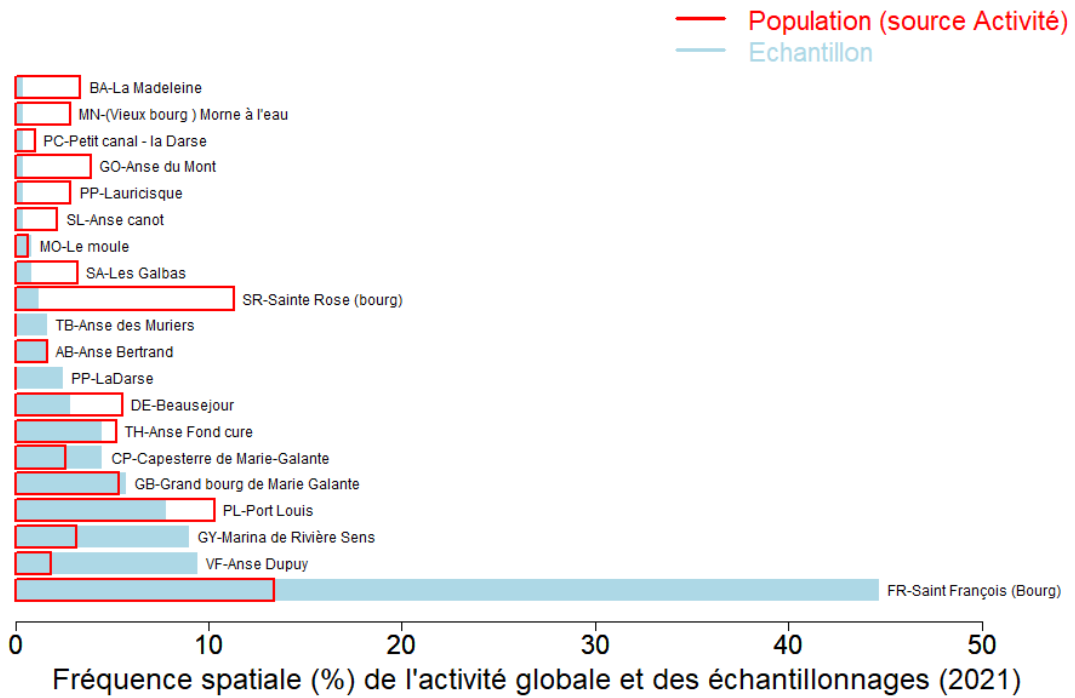 Population (source Activité)
Echantillon
BA-La Madeleine
MN-(Vieux bourg ) Morne à l'eau
PC-Petit canal - la Darse
GO-Anse du Mont
PP-Lauricisque
SL-Anse canot
MO-Le moule
SA-Les Galbas
SR-Sainte Rose (bourg)
TB-Anse des Muriers
AB-Anse Bertrand
PP-LaDarse
DE-Beausejour
TH-Anse Fond cure
CP-Capesterre de Marie-Galante
GB-Grand bourg de Marie Galante
PL-Port Louis
GY-Marina de Rivière Sens
VF-Anse Dupuy
FR-Saint François (Bourg)
0 10 20 30 40 50
Fréquence spatiale (%) de l'activité globale et des échantillonnages (2021)